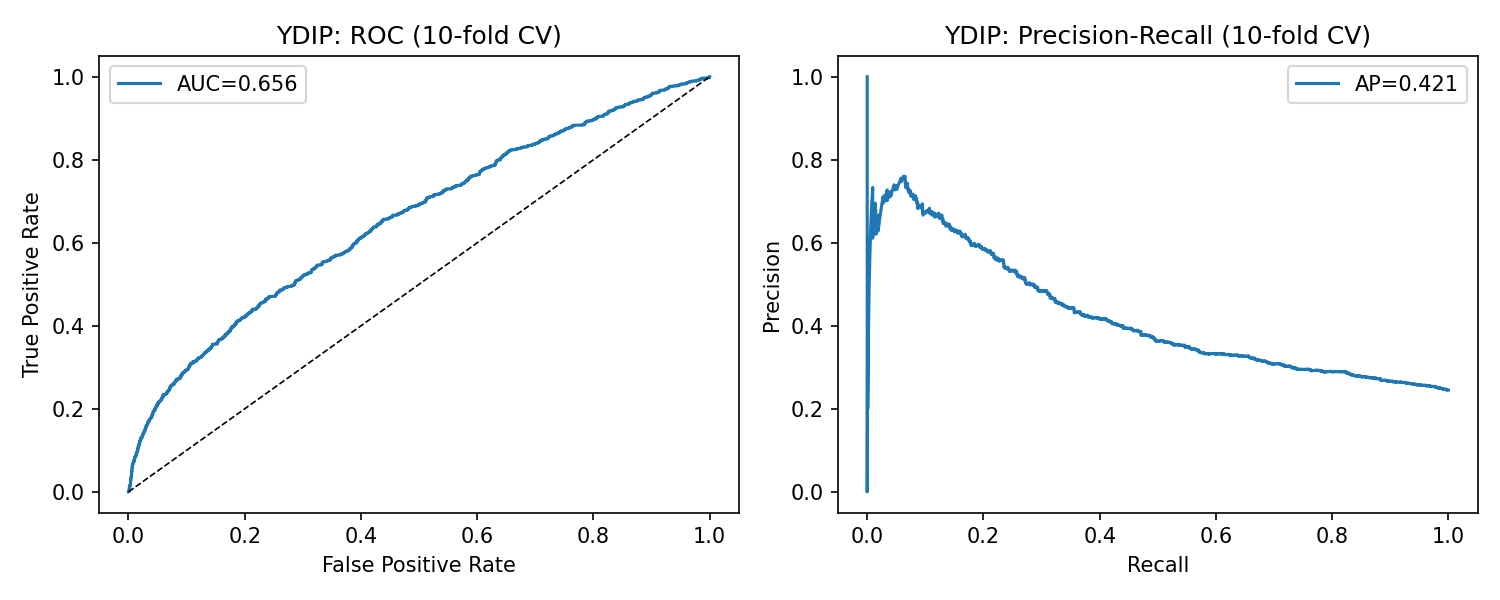 YDIP: ROC (10-fold CV)
AUC=0.656
True Positive Rate
1.0
0.8
0.6
0.4
0.2
0.0
0.0 0.2 0.4 0.6 0.8 1.0
False Positive Rate
YDIP: Precision-Recall (10-fold CV)
AP=0.421
Precision
1.0
0.8
0.6
0.4
0.2
0.0
0.0 0.2 0.4 0.6 0.8 1.0
Recall